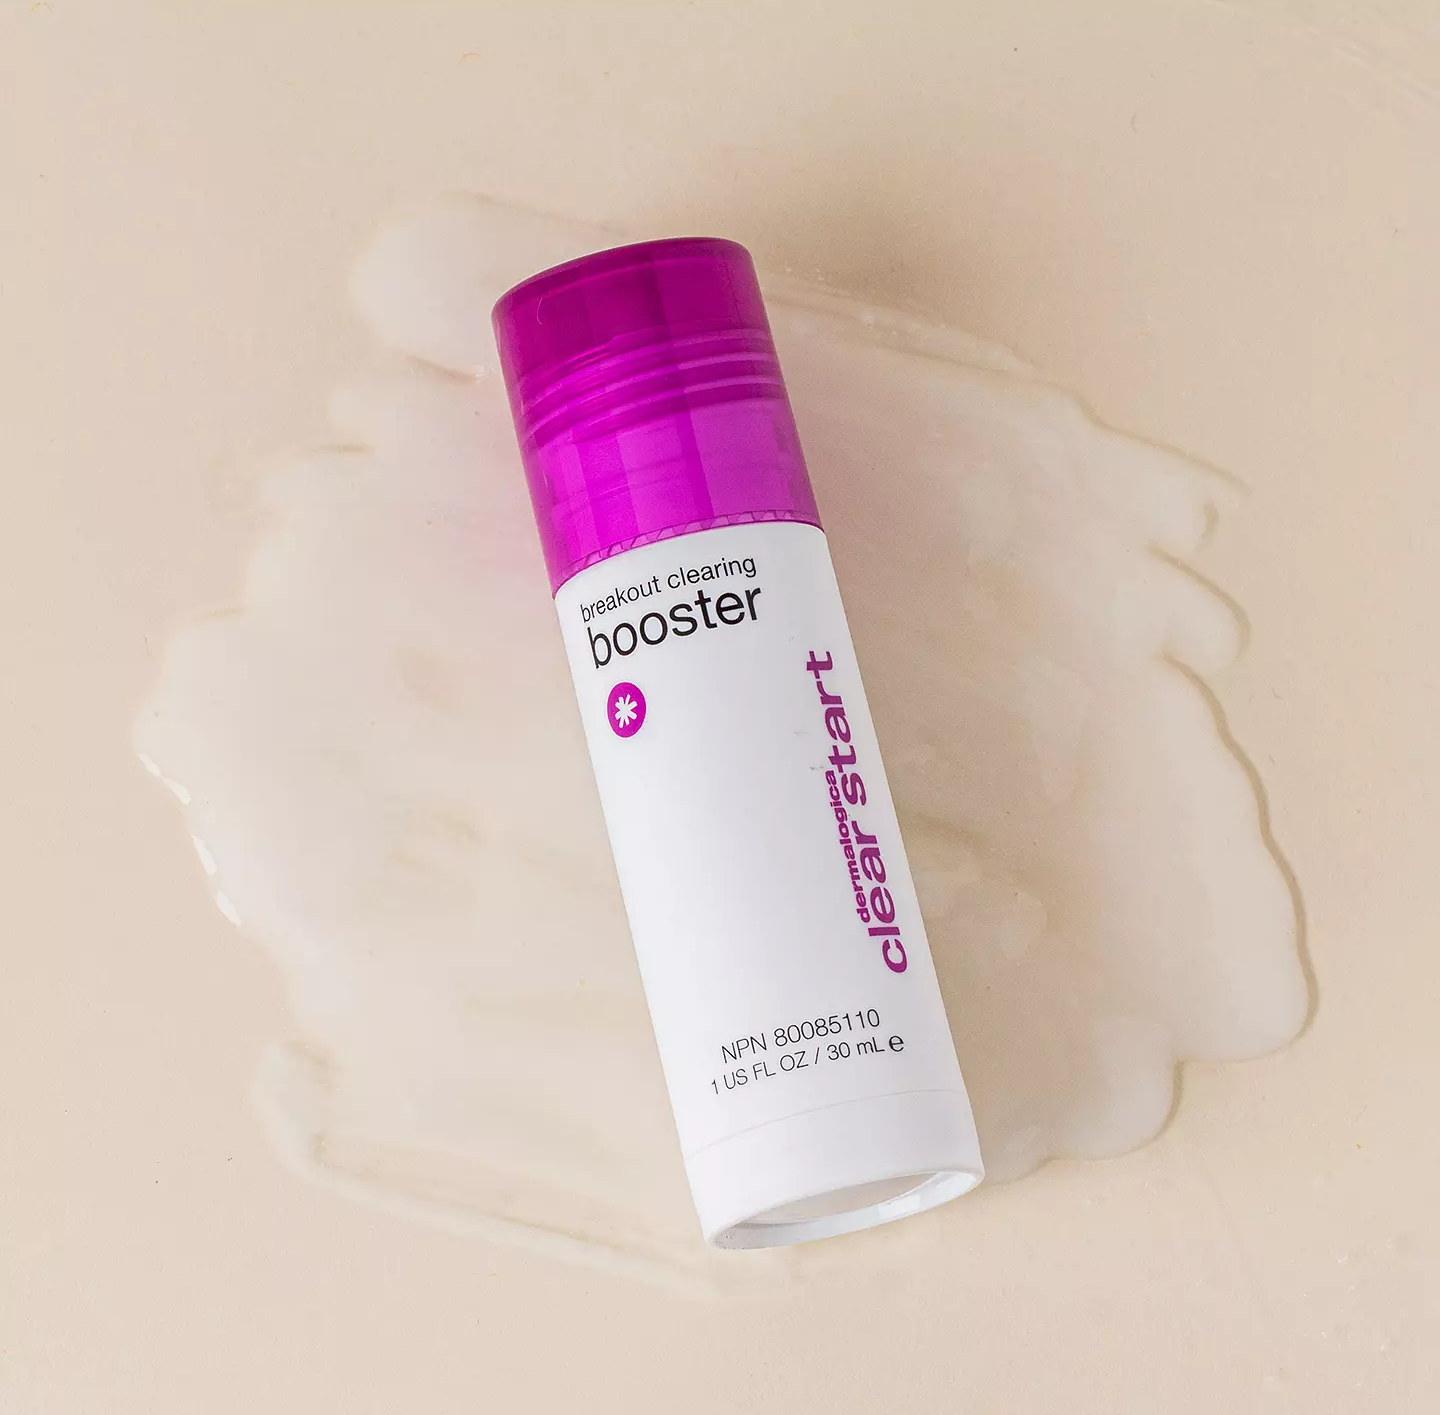 breakout clearing
booster
dermalogica
clear start
NPN 80085110
1 US FL OZ / 30 mL ℮